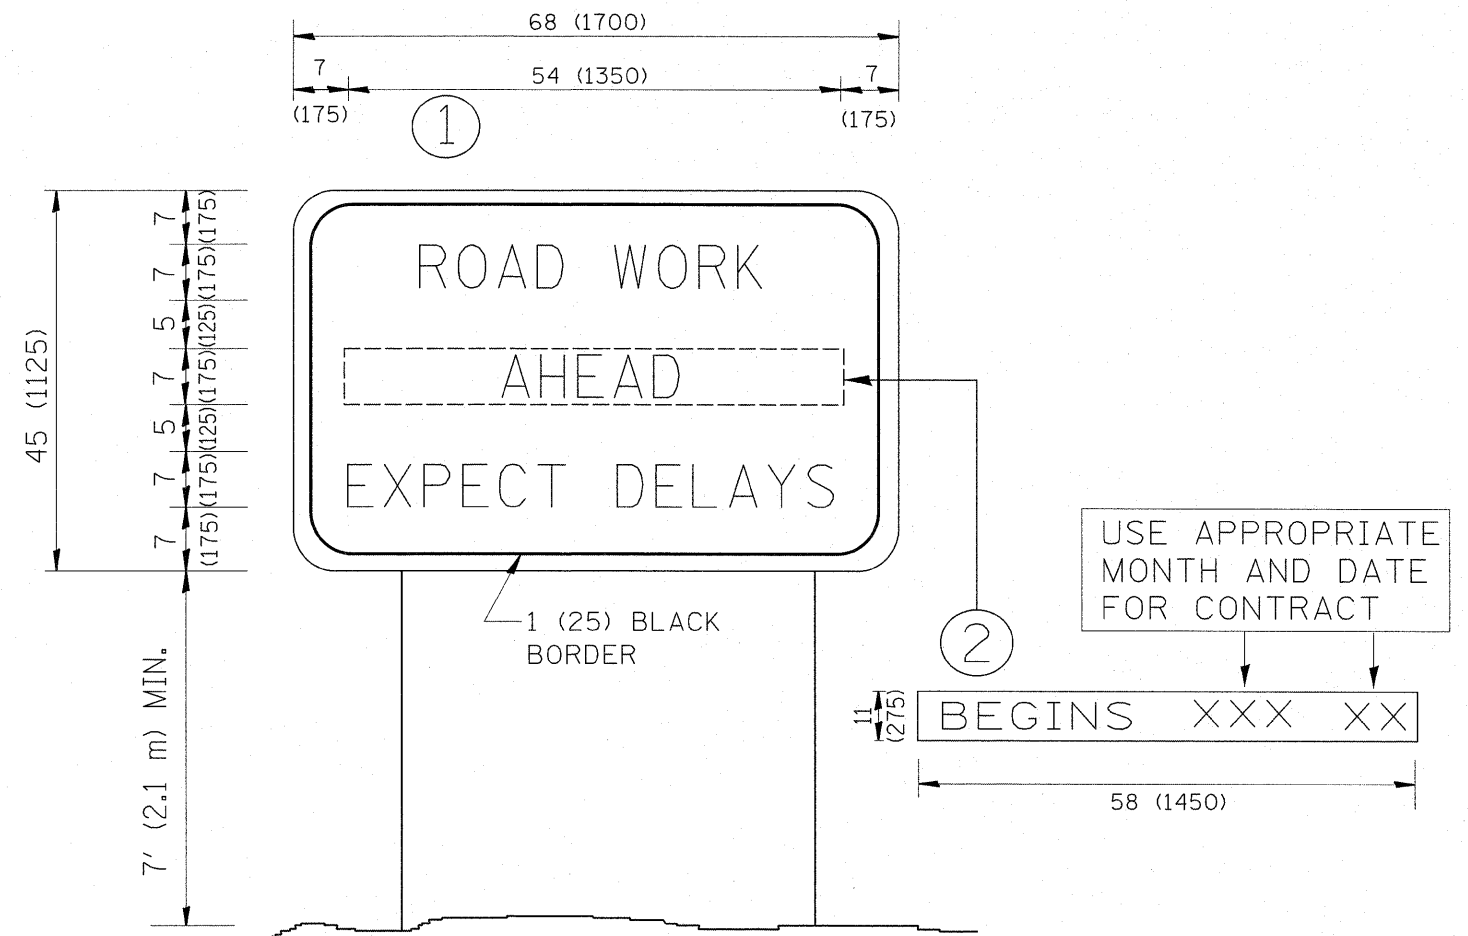 68 (1700)
7
54 (1350)
7
(175)
(175)
1
7
(175)
ROAD WORK
7
(175)
5
(125)
AHEAD
7
(175)
45 (1125)
5
(125)
EXPECT DELAYS
7
(175)
7
(175)
USE APPROPRIATE
MONTH AND DATE
FOR CONTRACT
1 (25) BLACK
BORDER
2
7' (2.1 m) MIN.
11
(275)
BEGINS XXX XX
58 (1450)